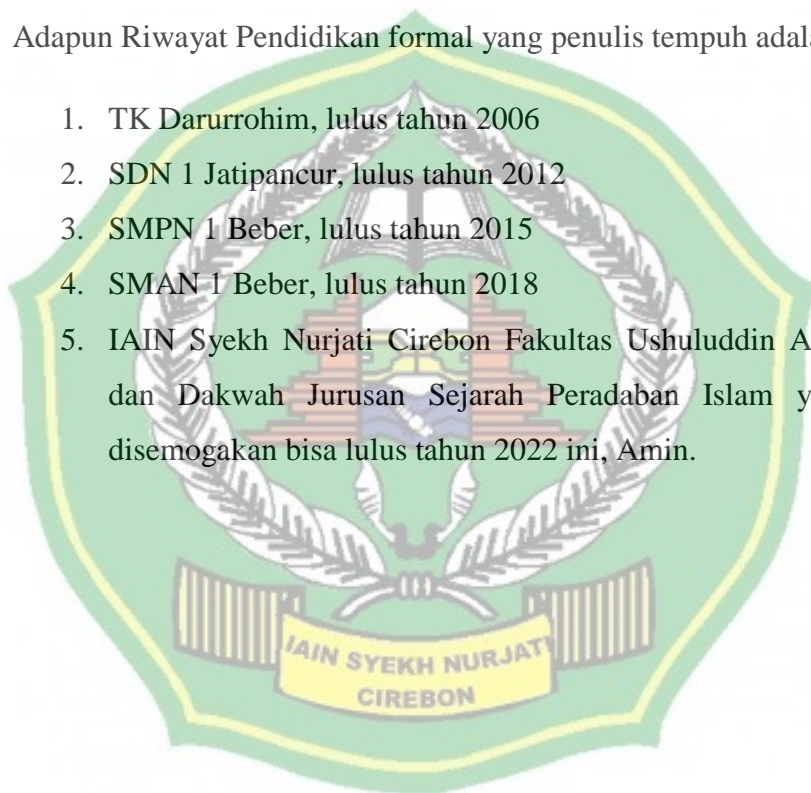 Adapun Riwayat Pendidikan formal yang penulis tempuh
1. TK Darurrohim, lulus tahun 2006
2. SDN 1 Jatipancur, lulus tahun 2012
3. SMPN 1 Beber, lulus tahun 2015
4. SMAN 1 Beber, lulus tahun 2018
5. IAIN Syekh Nurjati Cirebon Fakultas Ushuluddin
dan Dakwah Jurusan Sejarah Peradaban Islam
disemogakan bisa lulus tahun 2022 ini, Amin.
IAIN SYEKH NURJATI
CIREBON